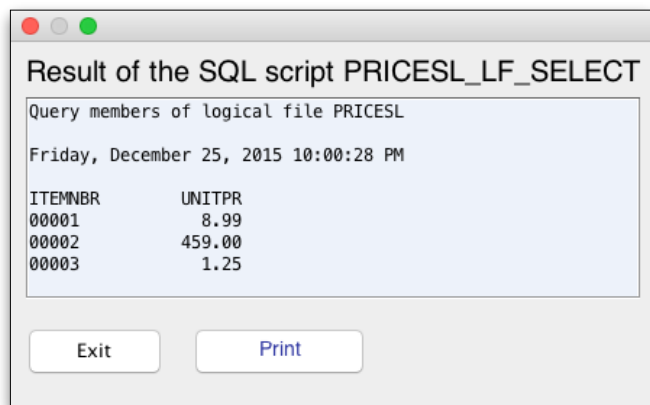 Result of the SQL script PRICESL_LF_SELECT
Query members of logical file PRICESL
Friday, December 25, 2015 10:00:28 PM
ITEMNBR UNITPR
00001 8.99
00002 459.00
00003 1.25
Exit Print